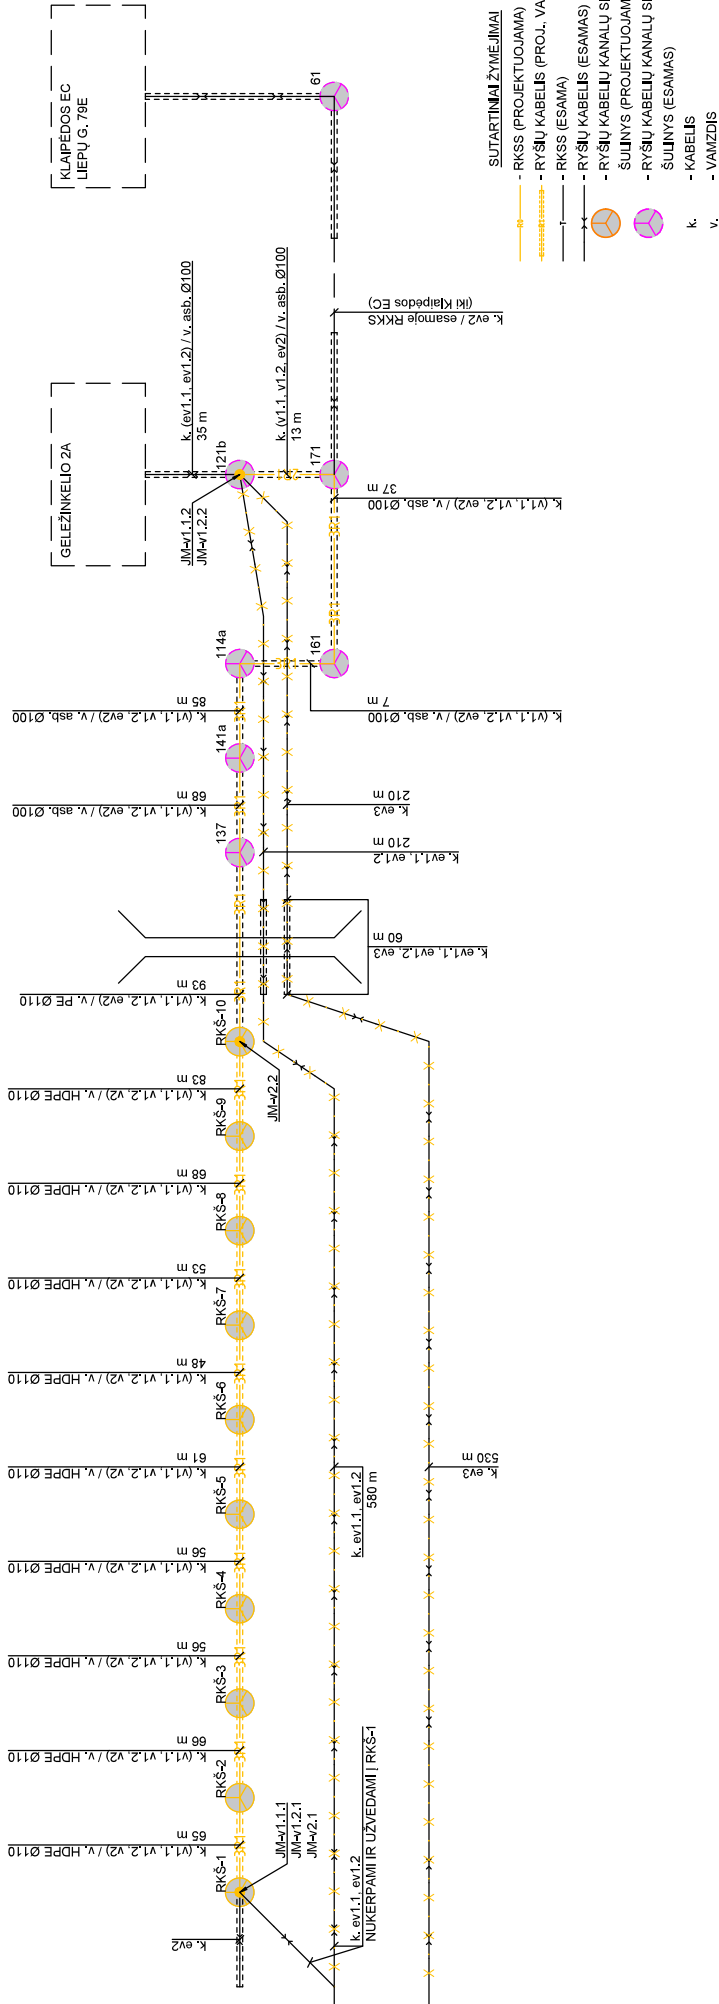 KLAIPĖDOS EC
LIEPŲ G. 79E
61
SUTARTINIAI ŽYMĖJIMAI
- RKSS (PROJEKTUOJAMA)
- RYŠIŲ KABELIS (PROJ., VA
- RKSS (ESAMA)
- RYŠIŲ KABELIS (ESAMAS)
- RYŠIŲ KABELIŲ KANALŲ S
ŠULINYS (PROJEKTUOJAM
- RYŠIŲ KABELIŲ KANALŲ S
ŠULINYS (ESAMAS)
k. - KABELIS
v. - VAMZDIS
k. ev2 / esamoje RKKS
(iki Klaipėdos EC)
GELEŽINKELIO 2A
k. (ev1.1, ev1.2) / v. asb. Ø100
35 m
121b
k. (v1.1, v1.2, ev2) / v. asb. Ø100
13 m
171
JM-v1.1.2
JM-v1.2.2
k. (v1.1, v1.2, ev2) / v. asb. Ø100
37 m
114a
161
k. (v1.1, v1.2, ev2) / v. asb. Ø100
85 m
k. (v1.1, v1.2, ev2) / v. asb. Ø100
7 m
141a
k. (v1.1, v1.2, ev2) / v. asb. Ø100
68 m
k. ev3
210 m
137
k. ev1.1, ev1.2
210 m
k. ev1.1, ev1.2, ev3
60 m
k. (v1.1, v1.2, ev2) / v. PE Ø110
93 m
RKŠ-10
JM-v2.2
k. (v1.1, v1.2, v2) / v. HDPE Ø110
83 m
RKŠ-9
k. (v1.1, v1.2, v2) / v. HDPE Ø110
68 m
RKŠ-8
k. (v1.1, v1.2, v2) / v. HDPE Ø110
53 m
RKŠ-7
k. (v1.1, v1.2, v2) / v. HDPE Ø110
48 m
RKŠ-6
k. (v1.1, v1.2, v2) / v. HDPE Ø110
61 m
RKŠ-5
k. ev1.1, ev1.2
580 m
k. ev3
530 m
k. (v1.1, v1.2, v2) / v. HDPE Ø110
56 m
RKŠ-4
k. (v1.1, v1.2, v2) / v. HDPE Ø110
56 m
RKŠ-3
k. (v1.1, v1.2, v2) / v. HDPE Ø110
66 m
RKŠ-2
k. (v1.1, v1.2, v2) / v. HDPE Ø110
65 m
RKŠ-1
JM-v1.1.1
JM-v1.2.1
JM-v2.1
k. ev1.1, ev1.2
NUKERPAMI IR UŽVEDAMI Į RKŠ-1
k. ev2